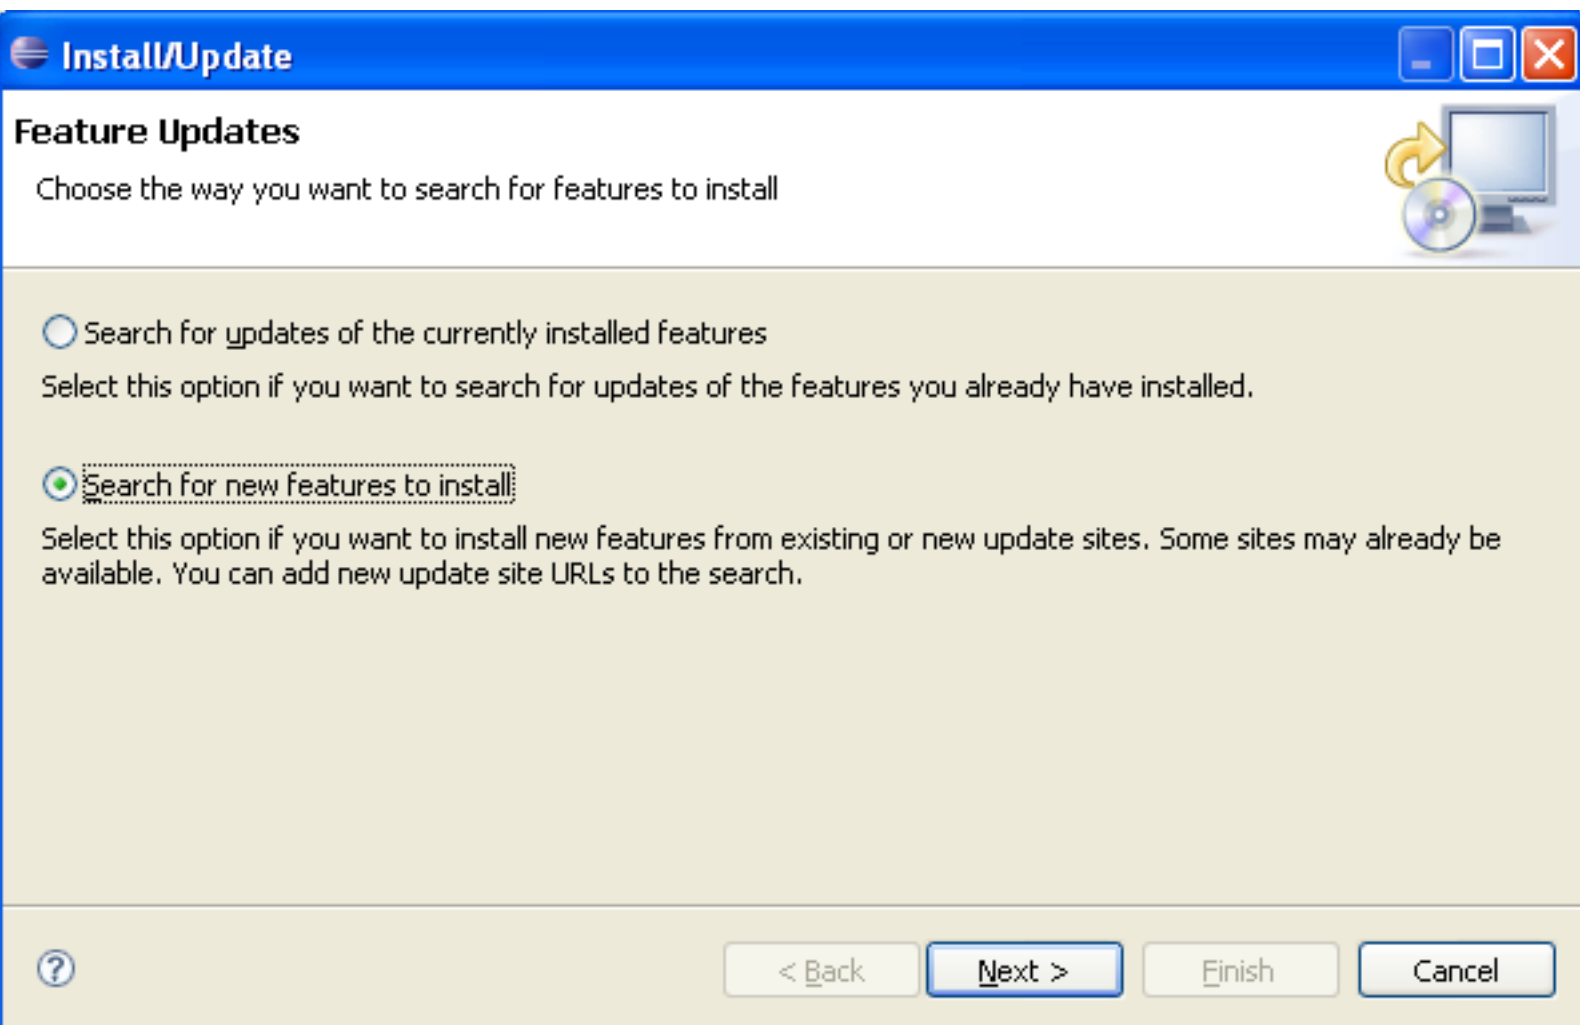 Install/Update
Feature Updates
Choose the way you want to search for features to install
Search for updates of the currently installed features
Select this option if you want to search for updates of the features you already have installed.
Search for new features to install
Select this option if you want to install new features from existing or new update sites. Some sites may already be
available. You can add new update site URLs to the search.
? < Back Next > Finish Cancel